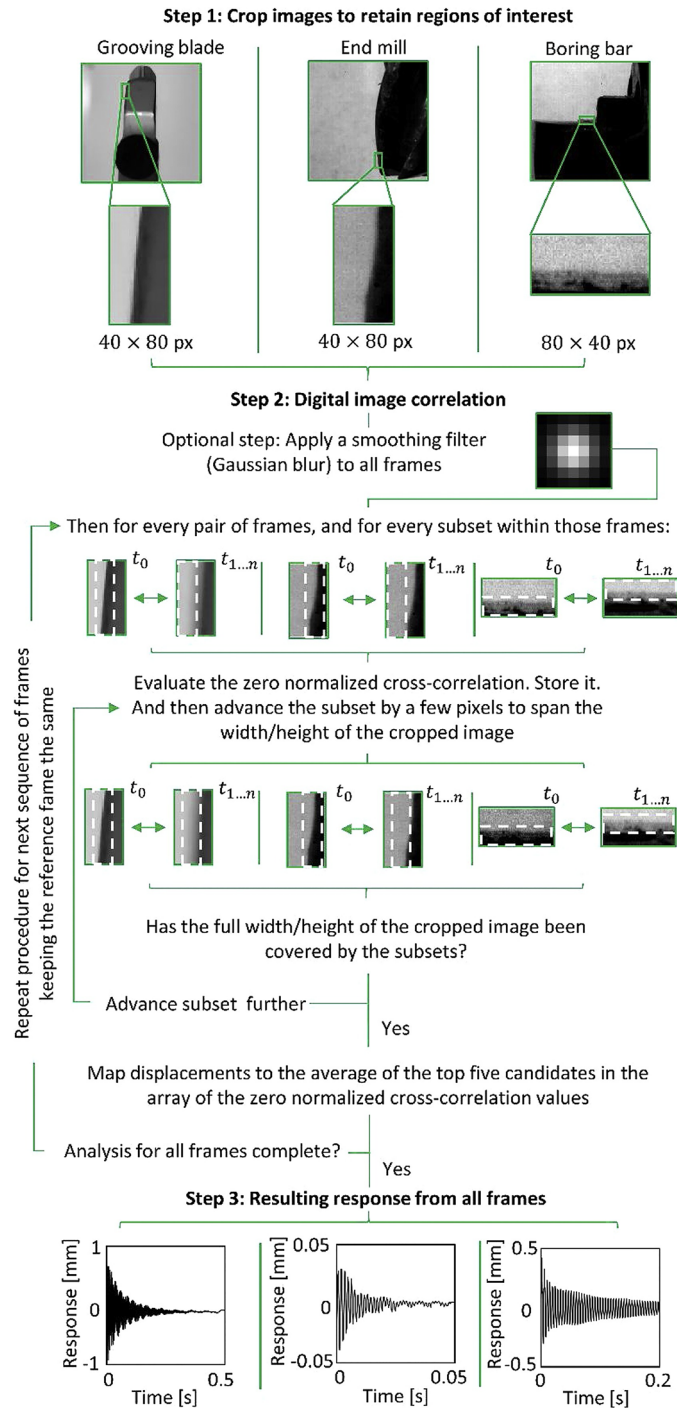 Step 1: Crop images to retain regions of interest
Grooving blade
End mill
Boring bar
40 × 80 px
40 × 80 px
80 × 40 px
Step 2: Digital image correlation
Optional step: Apply a smoothing filter
(Gaussian blur) to all frames
Then for every pair of frames, and for every subset within those frames:
t0 t1...n t0 t1...n t0 t1...n
Evaluate the zero normalized cross-correlation. Store it.
And then advance the subset by a few pixels to span the
width/height of the cropped image
t0 t1...n t0 t1...n t0 t1...n
Has the full width/height of the cropped image been
covered by the subsets?
Advance subset further
Yes
Map displacements to the average of the top five candidates in the
array of the zero normalized cross-correlation values
Analysis for all frames complete?
Yes
Repeat procedure for next sequence of frames
keeping the reference fame the same
Step 3: Resulting response from all frames
Response [mm]
1
0
-1
0
0.5
Time [s]
Response [mm]
0.05
0
-0.05
0
0.05
Time [s]
Response [mm]
0.5
0
-0.5
0
0.2
Time [s]